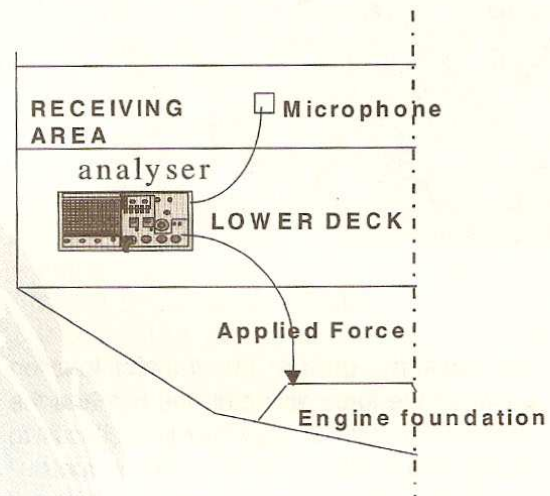 RECEIVING
AREA
Microphone
analyser
LOWER DECK
Applied Force
Engine foundation